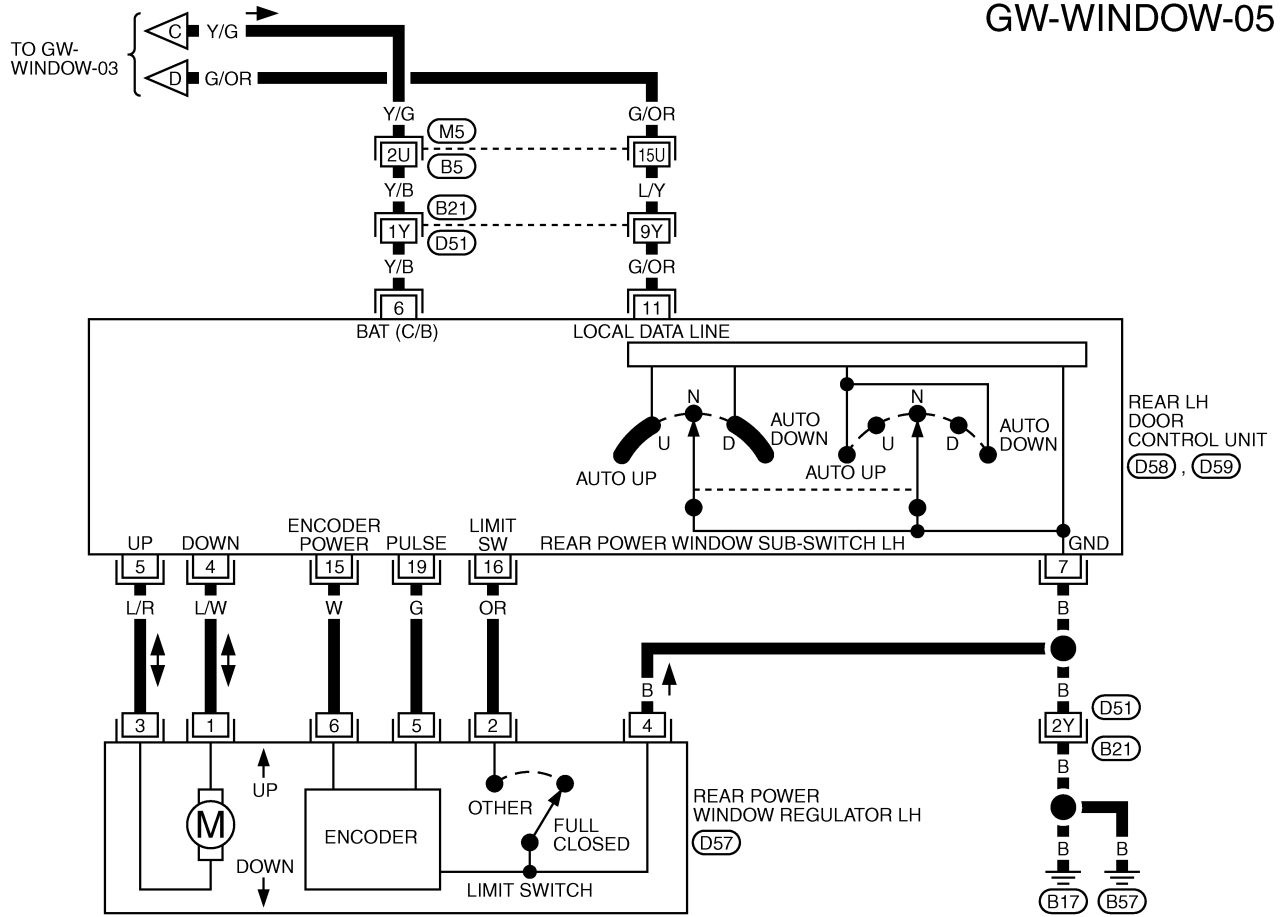 GW-WINDOW-05
TO GW-
WINDOW-03
C Y/G
D G/OR
Y/G G/OR
M5
2U 15U
B5
Y/B L/Y
B21
1Y 9Y
D51
Y/B G/OR
6 11
BAT (C/B) LOCAL DATA LINE
N N
AUTO
DOWN
AUTO
DOWN
U D U D
AUTO UP AUTO UP
REAR LH
DOOR
CONTROL UNIT
D58 , D59
UP DOWN
ENCODER
POWER
PULSE
LIMIT
SW
REAR POWER WINDOW SUB-SWITCH LH
GND
5 4 15 19 16 7
L/R L/W W G OR B
B B
D51
3 1 6 5 2 4 2Y
B21
B
UP
M
DOWN
ENCODER
OTHER
FULL
CLOSED
LIMIT SWITCH
REAR POWER
WINDOW REGULATOR LH
D57
B B
B17 B57